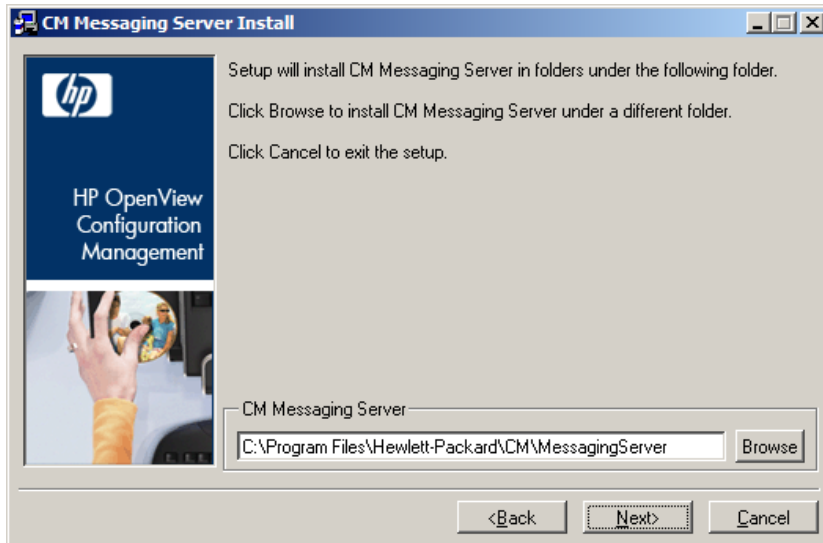 CM Messaging Server Install
hp
HP OpenView
Configuration
Management
Setup will install CM Messaging Server in folders under the following folder.
Click Browse to install CM Messaging Server under a different folder.
Click Cancel to exit the setup.
CM Messaging Server
C:\Program Files\Hewlett-Packard\CM\MessagingServer
Browse
<Back
Next>
Cancel